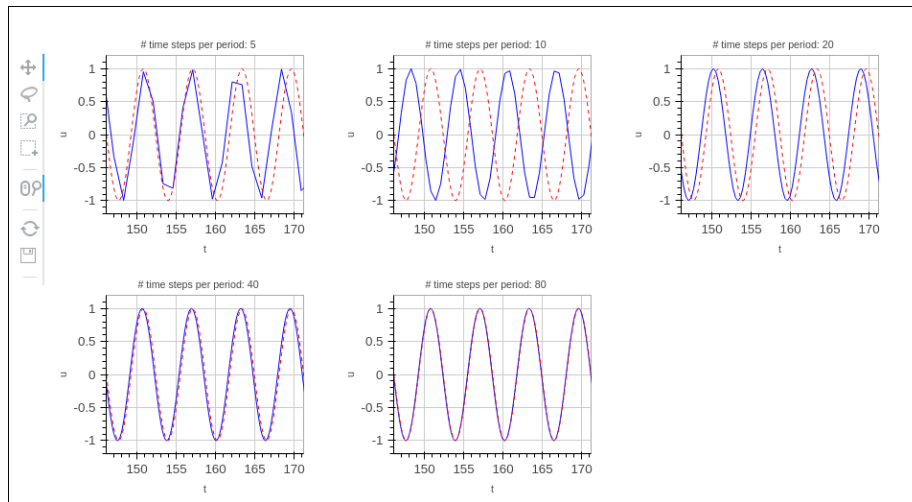 # time steps per period: 5
1
0.5
0
-0.5
-1
u
150 155 160 165 170
t
# time steps per period: 10
1
0.5
0
-0.5
-1
u
150 155 160 165 170
t
# time steps per period: 20
1
0.5
0
-0.5
-1
u
150 155 160 165 170
t
# time steps per period: 40
1
0.5
0
-0.5
-1
u
150 155 160 165 170
t
# time steps per period: 80
1
0.5
0
-0.5
-1
u
150 155 160 165 170
t